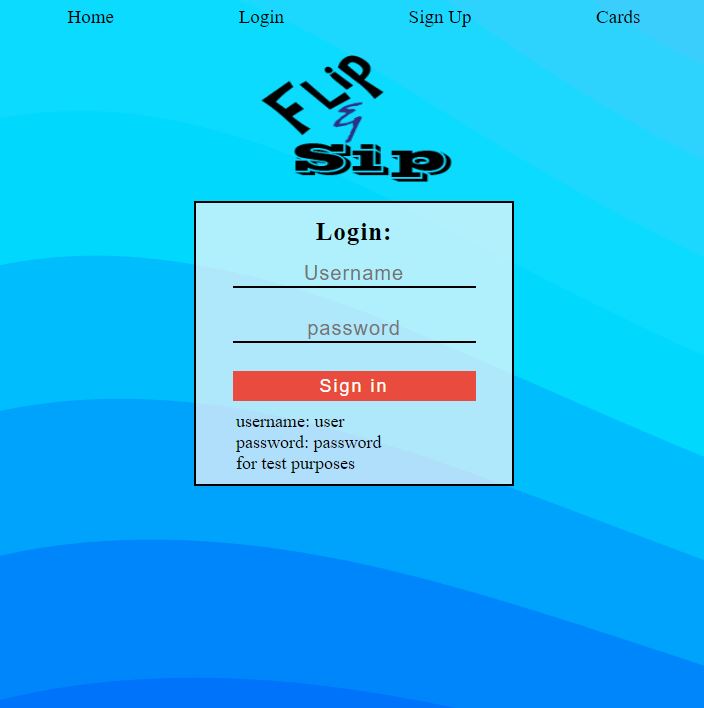 Home Login Sign Up Cards
FLip
&
Sip
Login:
Username
password
Sign in
username: user
password: password
for test purposes